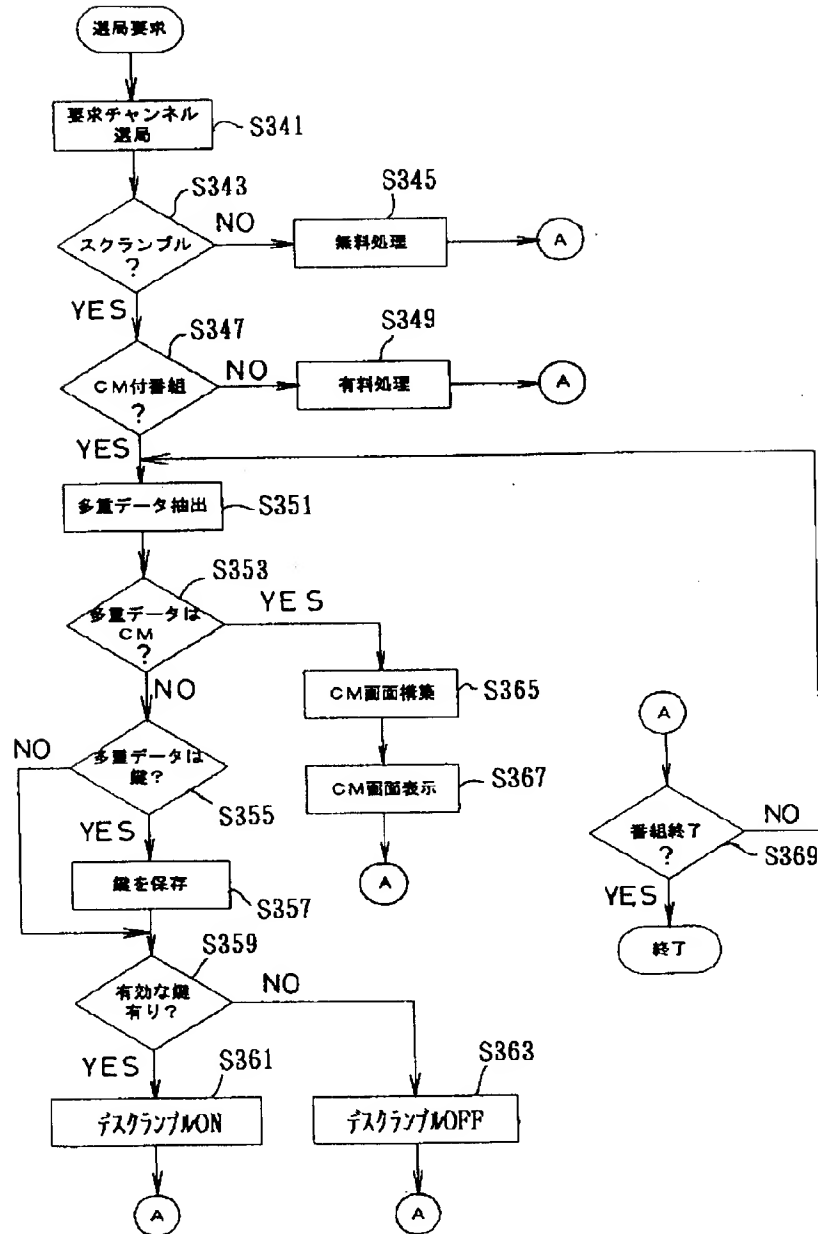 選局要求
要求チャンネル
選局
S341
S343
スクランブル
?
NO
YES
S345
無料処理
A
S347
CM付番組
?
NO
YES
S349
有料処理
A
多重データ抽出
S351
S353
多重データは
CM
?
YES
NO
CM画面構築
S365
CM画面表示
S367
A
多重データは
鍵?
NO
S355
YES
鍵を保存
S357
S359
有効な鍵
有り?
NO
YES
S361
デスクランブルON
A
S363
デスクランブルOFF
A
A
番組終了
?
NO
S369
YES
終了